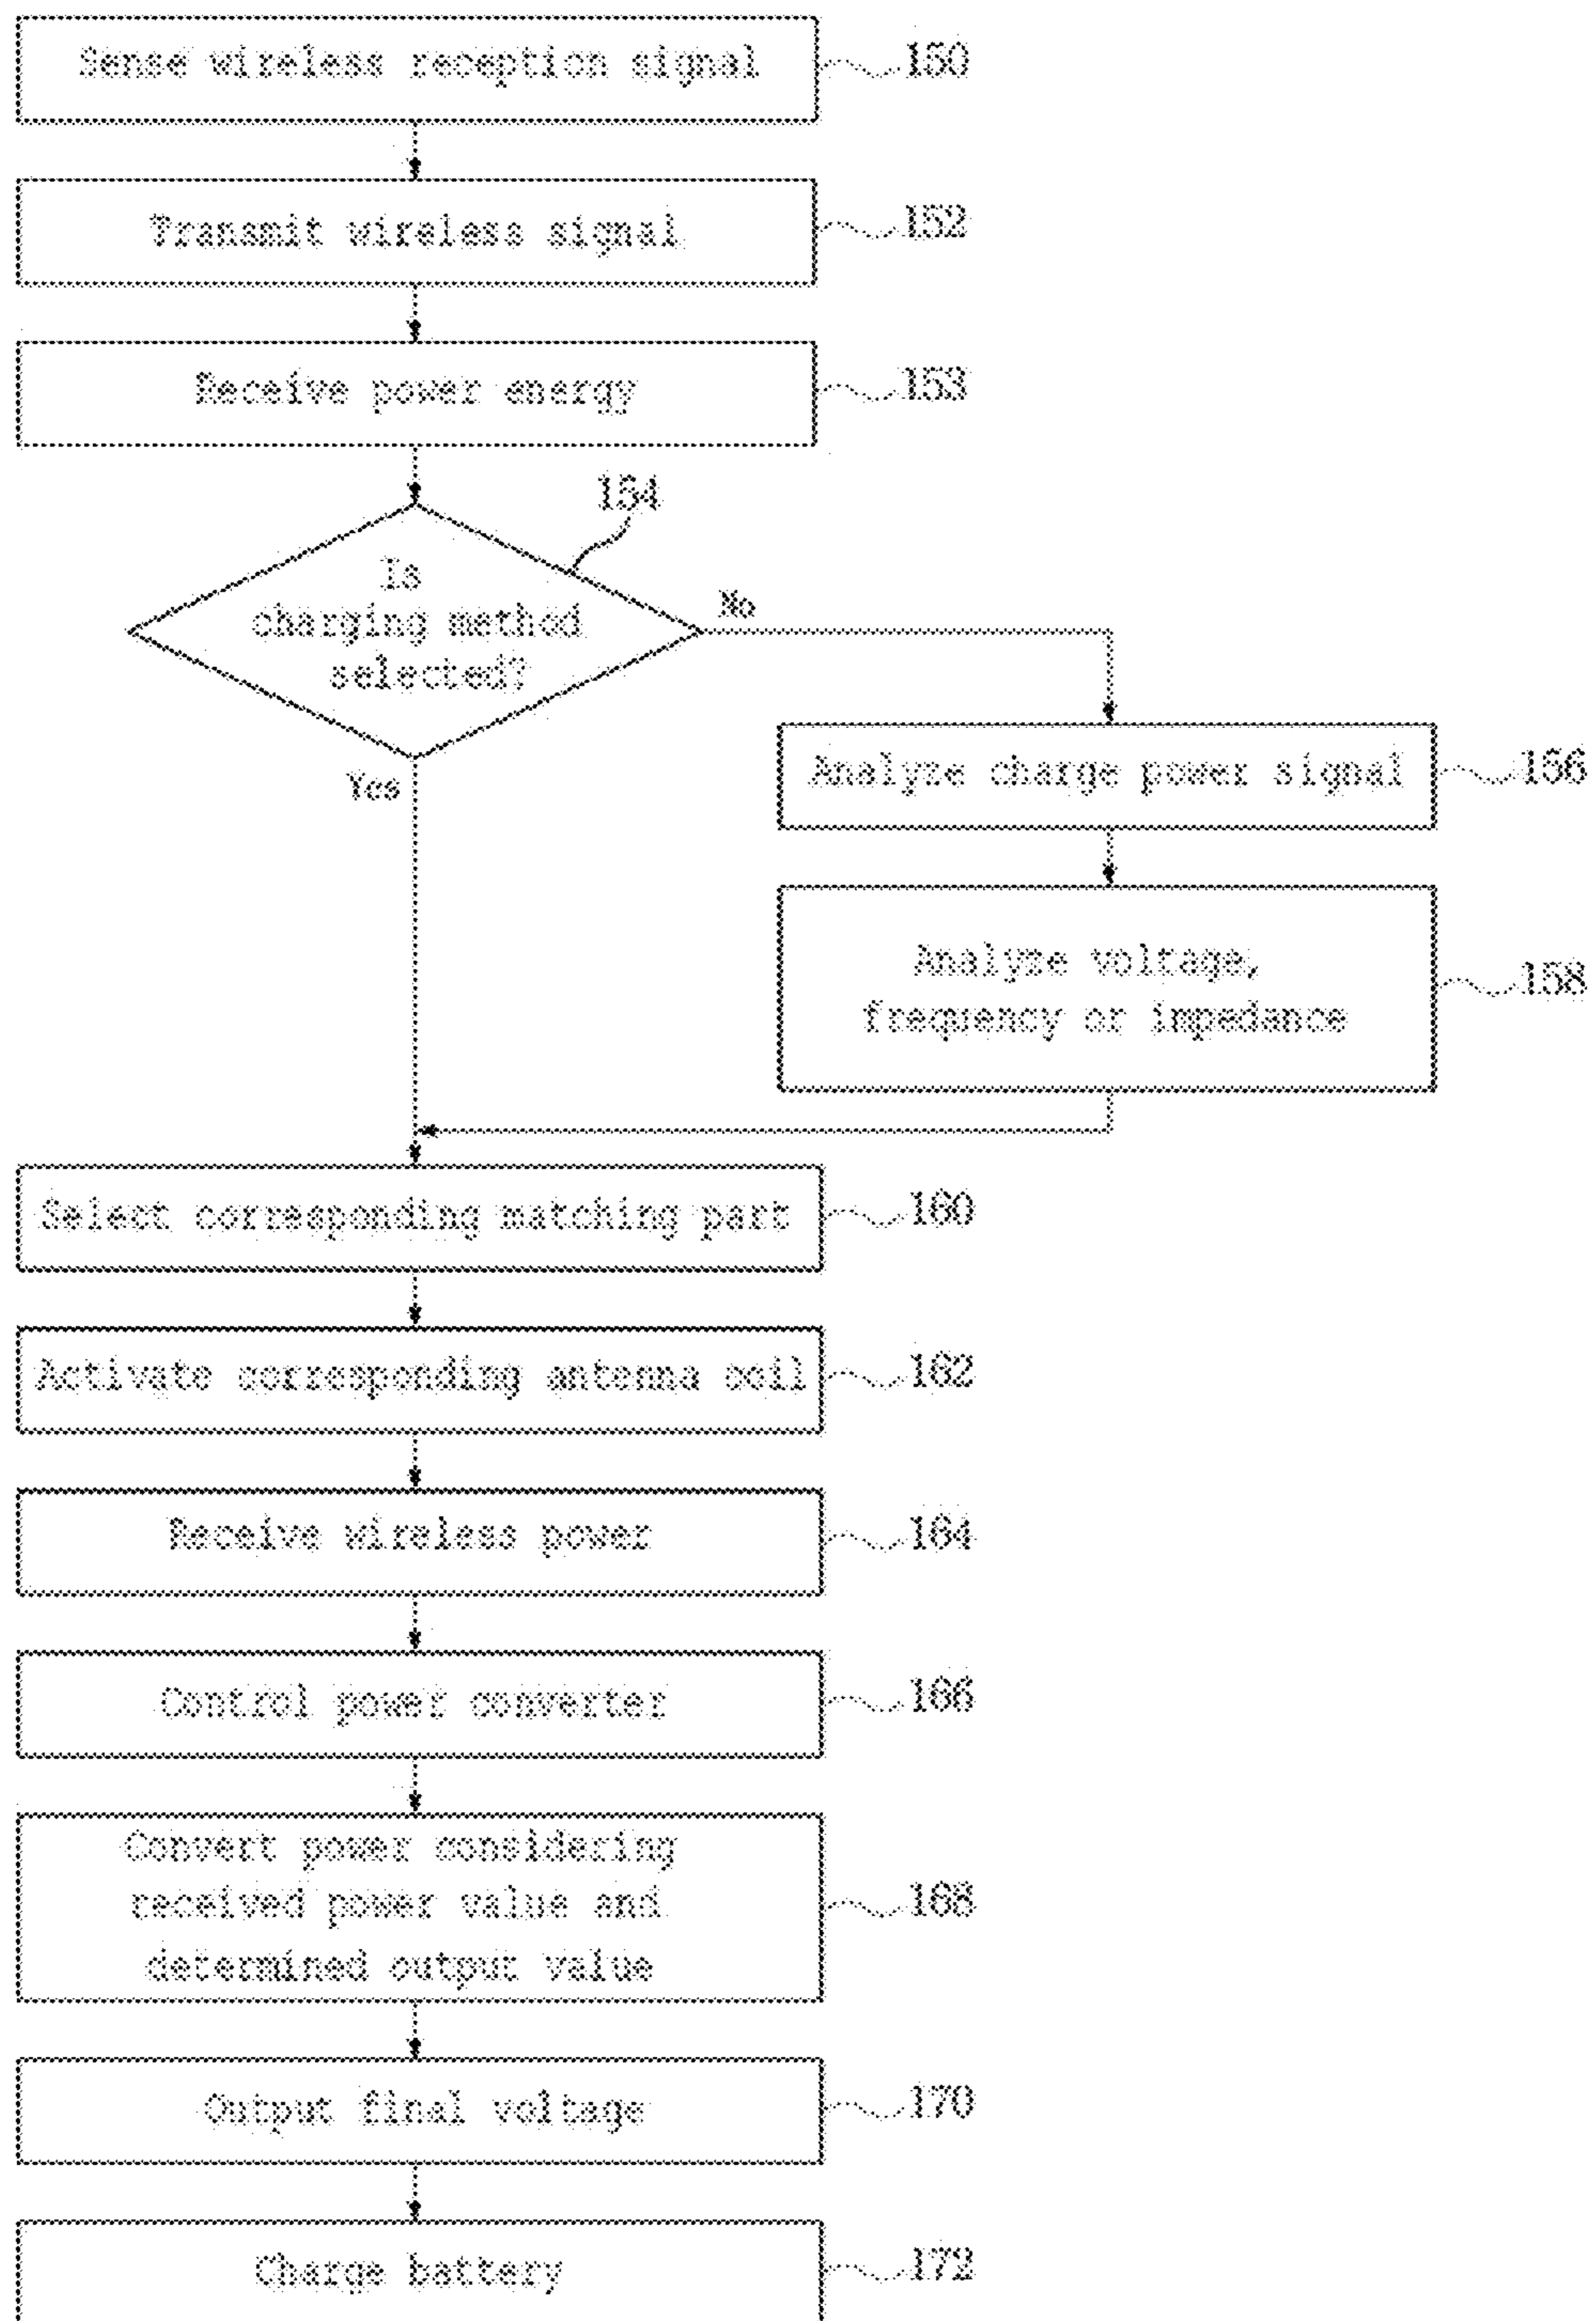 Sense wireless reception signal
150
Transmit wireless signal
152
Receive power energy
153
154
Is
charging method
selected?
No
Yes
Analyze charge power signal
156
Analyze voltage,
frequency or impedance
158
Select corresponding matching part
160
Activate corresponding antenna coil
162
Receive wireless power
164
Control power converter
166
Convert power considering
received power value and
determined output value
168
Output final voltage
170
Charge battery
172